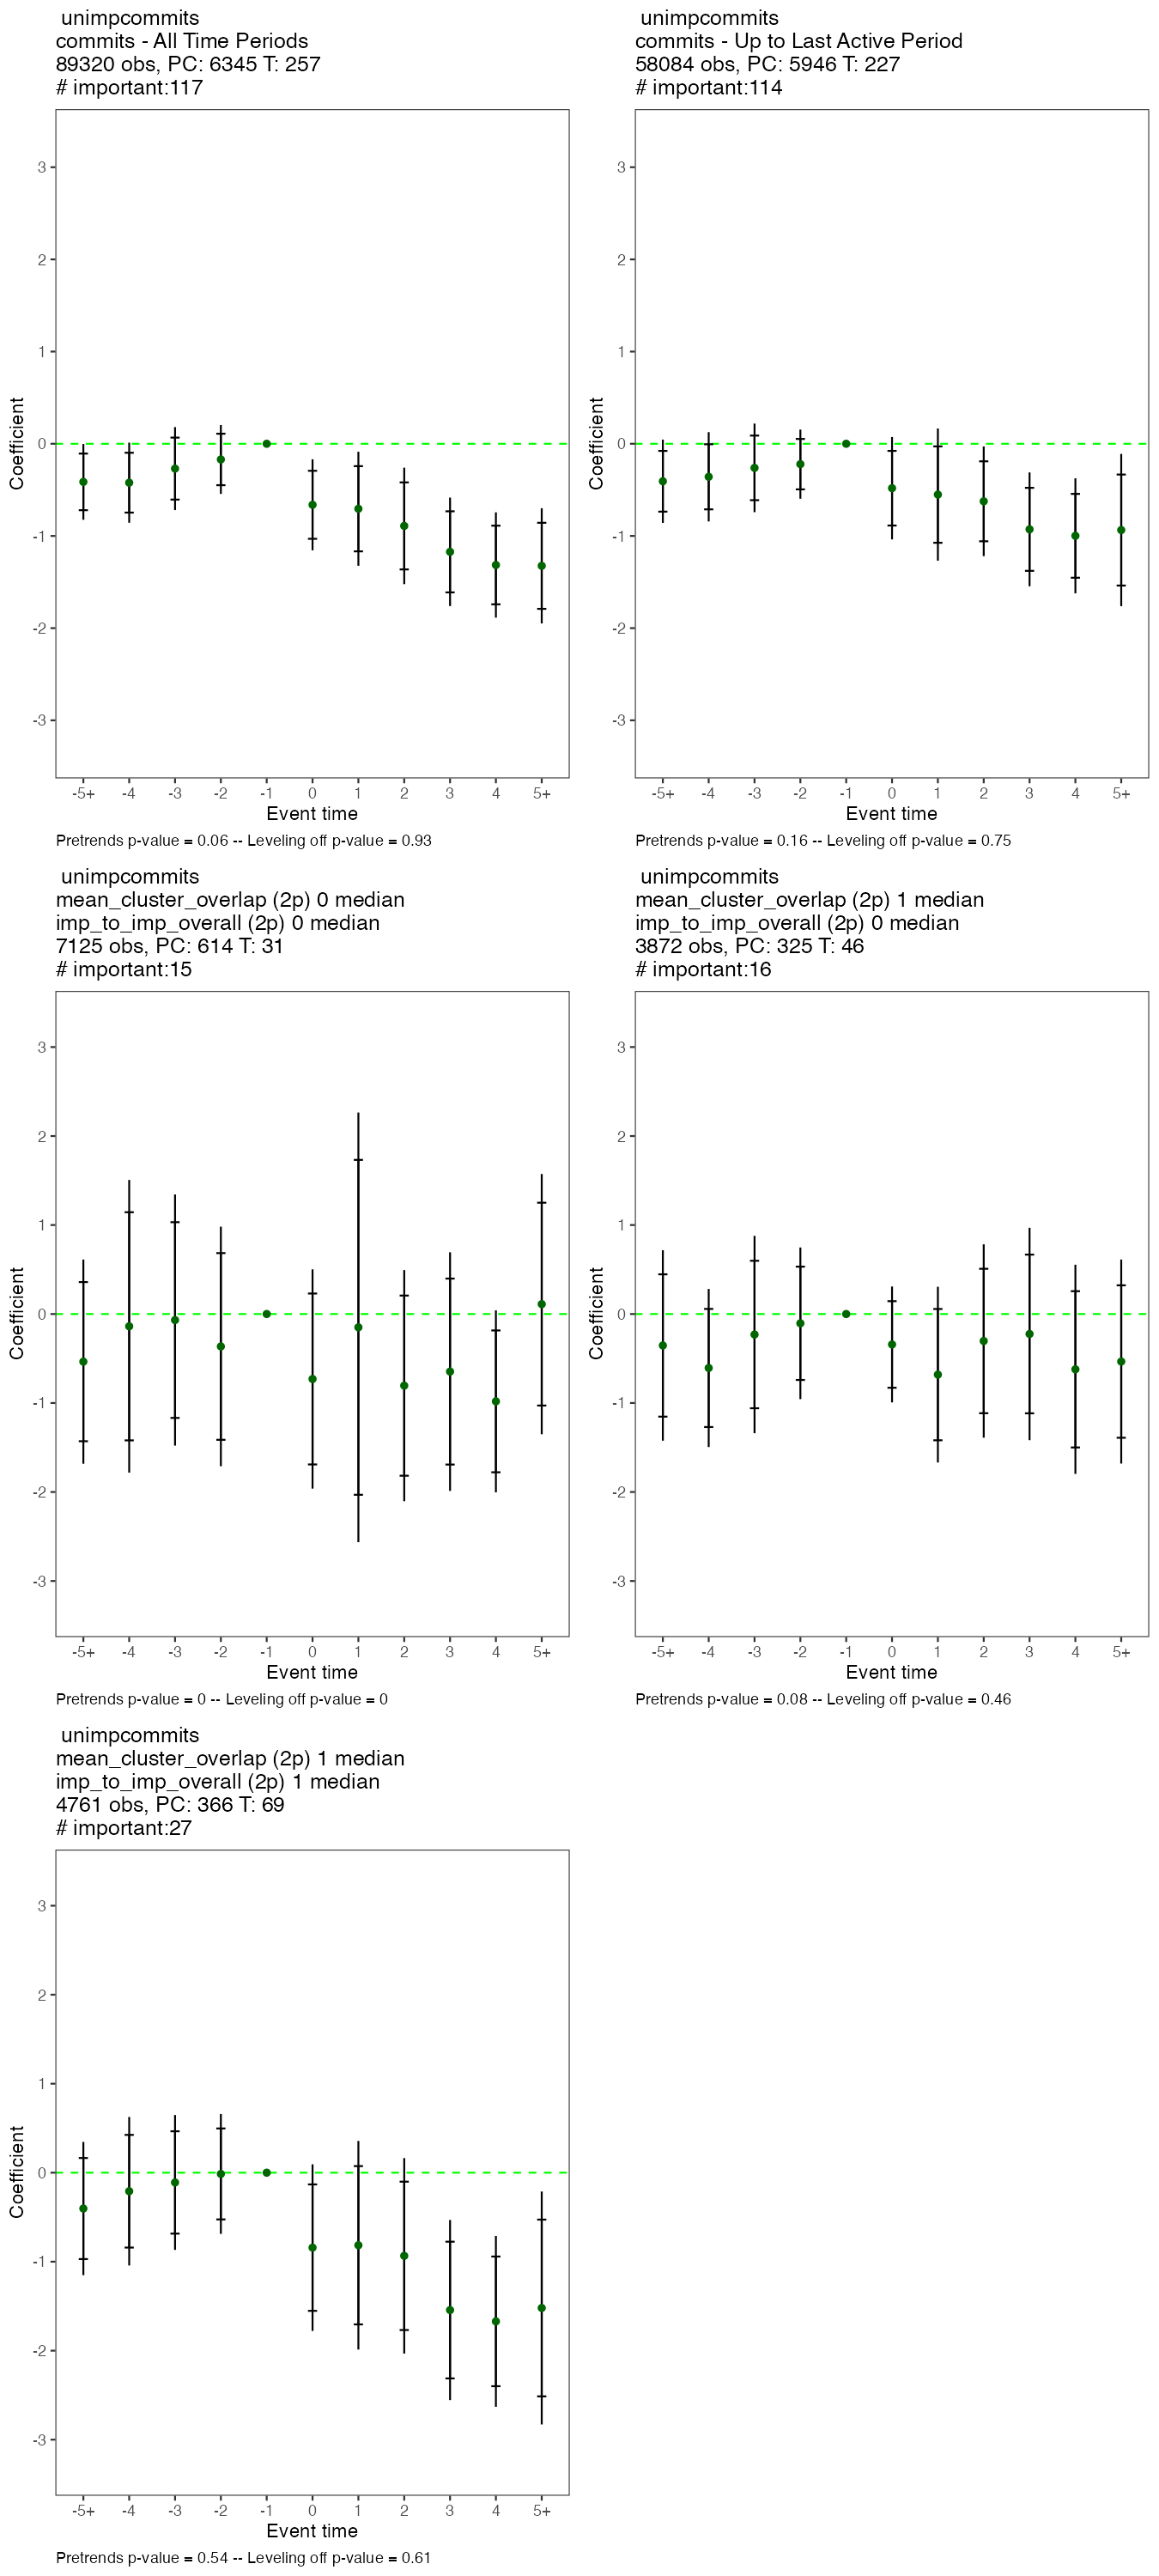 unimpcommits
commits - All Time Periods
89320 obs, PC: 6345 T: 257
# important:117
Coefficient
3
2
1
0
-1
-2
-3
-5+ -4 -3 -2 -1 0 1 2 3 4 5+
Event time
Pretrends p-value = 0.06 -- Leveling off p-value = 0.93
unimpcommits
commits - Up to Last Active Period
58084 obs, PC: 5946 T: 227
# important:114
Coefficient
3
2
1
0
-1
-2
-3
-5+ -4 -3 -2 -1 0 1 2 3 4 5+
Event time
Pretrends p-value = 0.16 -- Leveling off p-value = 0.75
unimpcommits
mean_cluster_overlap (2p) 0 median
imp_to_imp_overall (2p) 0 median
7125 obs, PC: 614 T: 31
# important:15
Coefficient
3
2
1
0
-1
-2
-3
-5+ -4 -3 -2 -1 0 1 2 3 4 5+
Event time
Pretrends p-value = 0 -- Leveling off p-value = 0
unimpcommits
mean_cluster_overlap (2p) 1 median
imp_to_imp_overall (2p) 0 median
3872 obs, PC: 325 T: 46
# important:16
Coefficient
3
2
1
0
-1
-2
-3
-5+ -4 -3 -2 -1 0 1 2 3 4 5+
Event time
Pretrends p-value = 0.08 -- Leveling off p-value = 0.46
unimpcommits
mean_cluster_overlap (2p) 1 median
imp_to_imp_overall (2p) 1 median
4761 obs, PC: 366 T: 69
# important:27
Coefficient
3
2
1
0
-1
-2
-3
-5+ -4 -3 -2 -1 0 1 2 3 4 5+
Event time
Pretrends p-value = 0.54 -- Leveling off p-value = 0.61